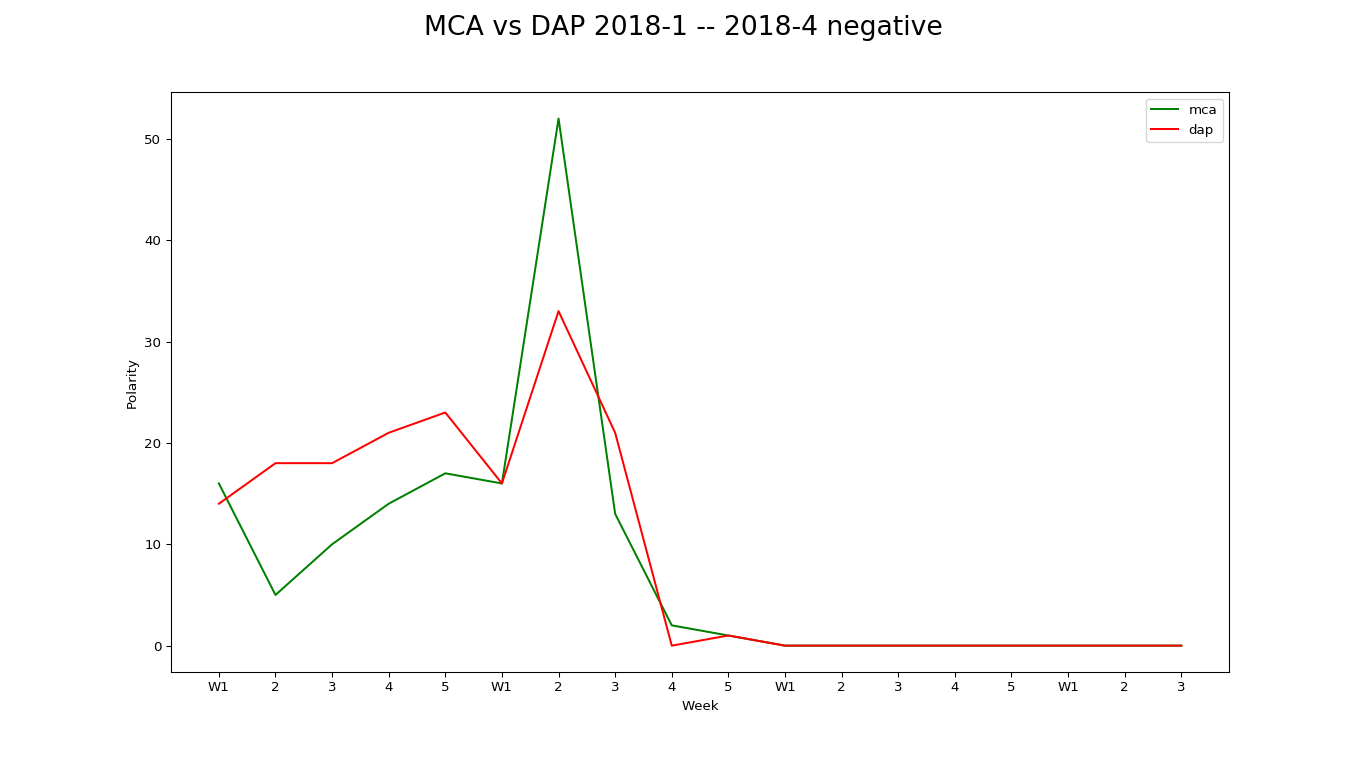 MCA vs DAP 2018-1 -- 2018-4 negative
mca
dap
50
40
30
20
10
0
Polarity
W1 2 3 4 5 W1 2 3 4 5 W1 2 3 4 5 W1 2 3
Week